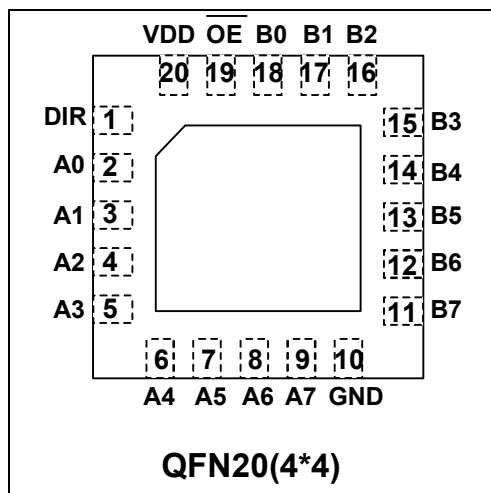 VDD O̅E̅ B0 B1 B2
20 19 18 17 16
DIR 1 15 B3
A0 2 14 B4
A1 3 13 B5
A2 4 12 B6
A3 5 11 B7
6 7 8 9 10
A4 A5 A6 A7 GND
QFN20(4*4)